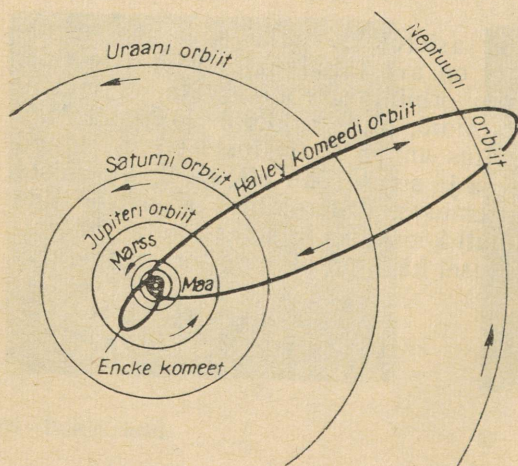 Uraani orbiit
Neptuuni orbiit
Halley komeedi orbiit
Saturni orbiit
Jupiteri orbiit
Marss
Maa
Encke komeet